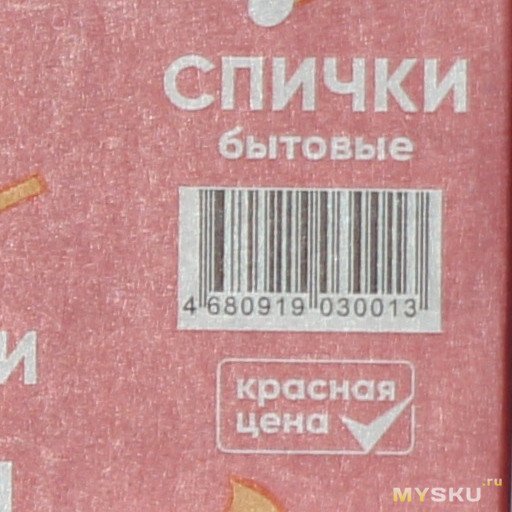 СПИЧКИ
бытовые
4 680919 030013
И
красная
цена
MYSKU.ru